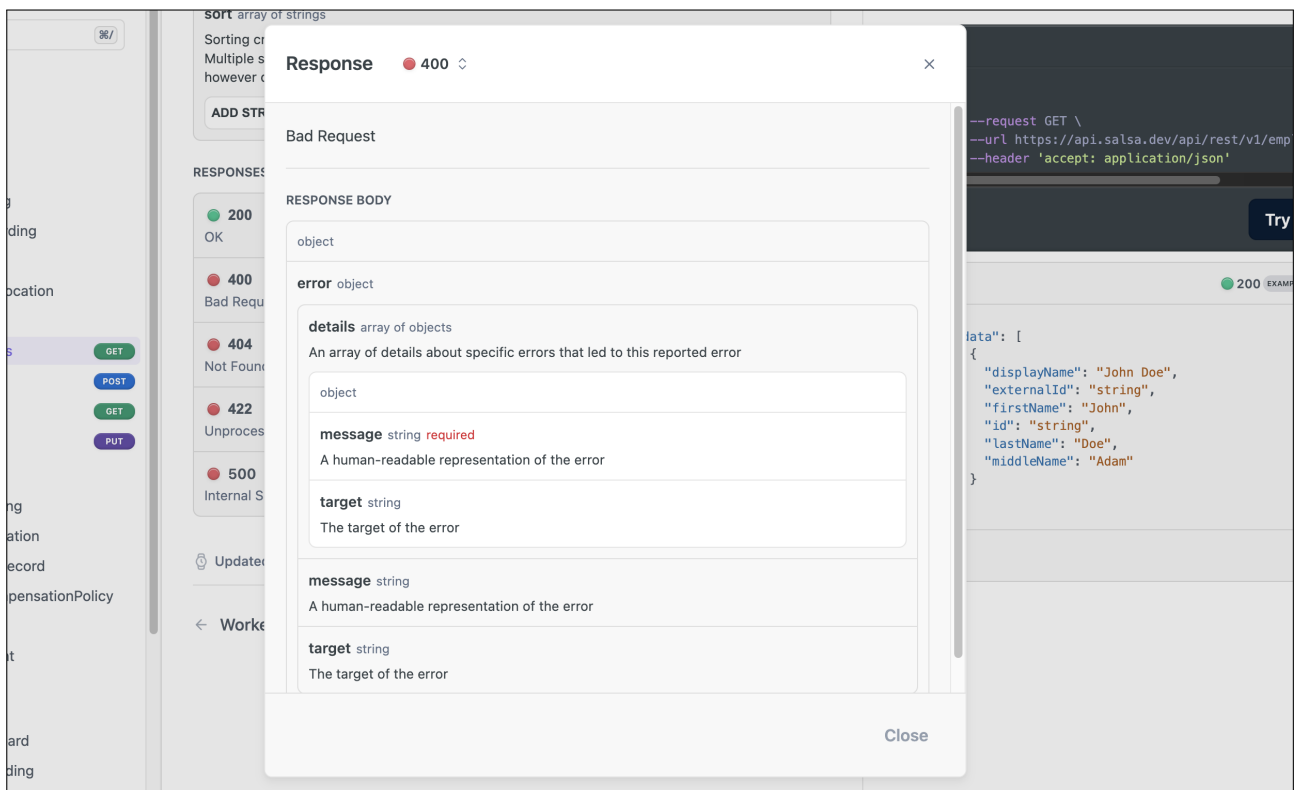 ⌘/
ding
ocation
GET
POST
GET
PUT
ng
ation
ecord
pensationPolicy
ard
ding
sort array of strings
Sorting cr
Multiple s
however c
ADD STR
RESPONSES
200
OK
400
Bad Requ
404
Not Foun
422
Unproces
500
Internal S
Updated
← Worke
Response 400
Bad Request
RESPONSE BODY
object
error object
details array of objects
An array of details about specific errors that led to this reported error
object
message string required
A human-readable representation of the error
target string
The target of the error
message string
A human-readable representation of the error
target string
The target of the error
Close
--request GET \
--url https://api.salsa.dev/api/rest/v1/emp
--header 'accept: application/json'
Try
200 EXAMP
data": [
{
"displayName": "John Doe",
"externalId": "string",
"firstName": "John",
"id": "string",
"lastName": "Doe",
"middleName": "Adam"
}